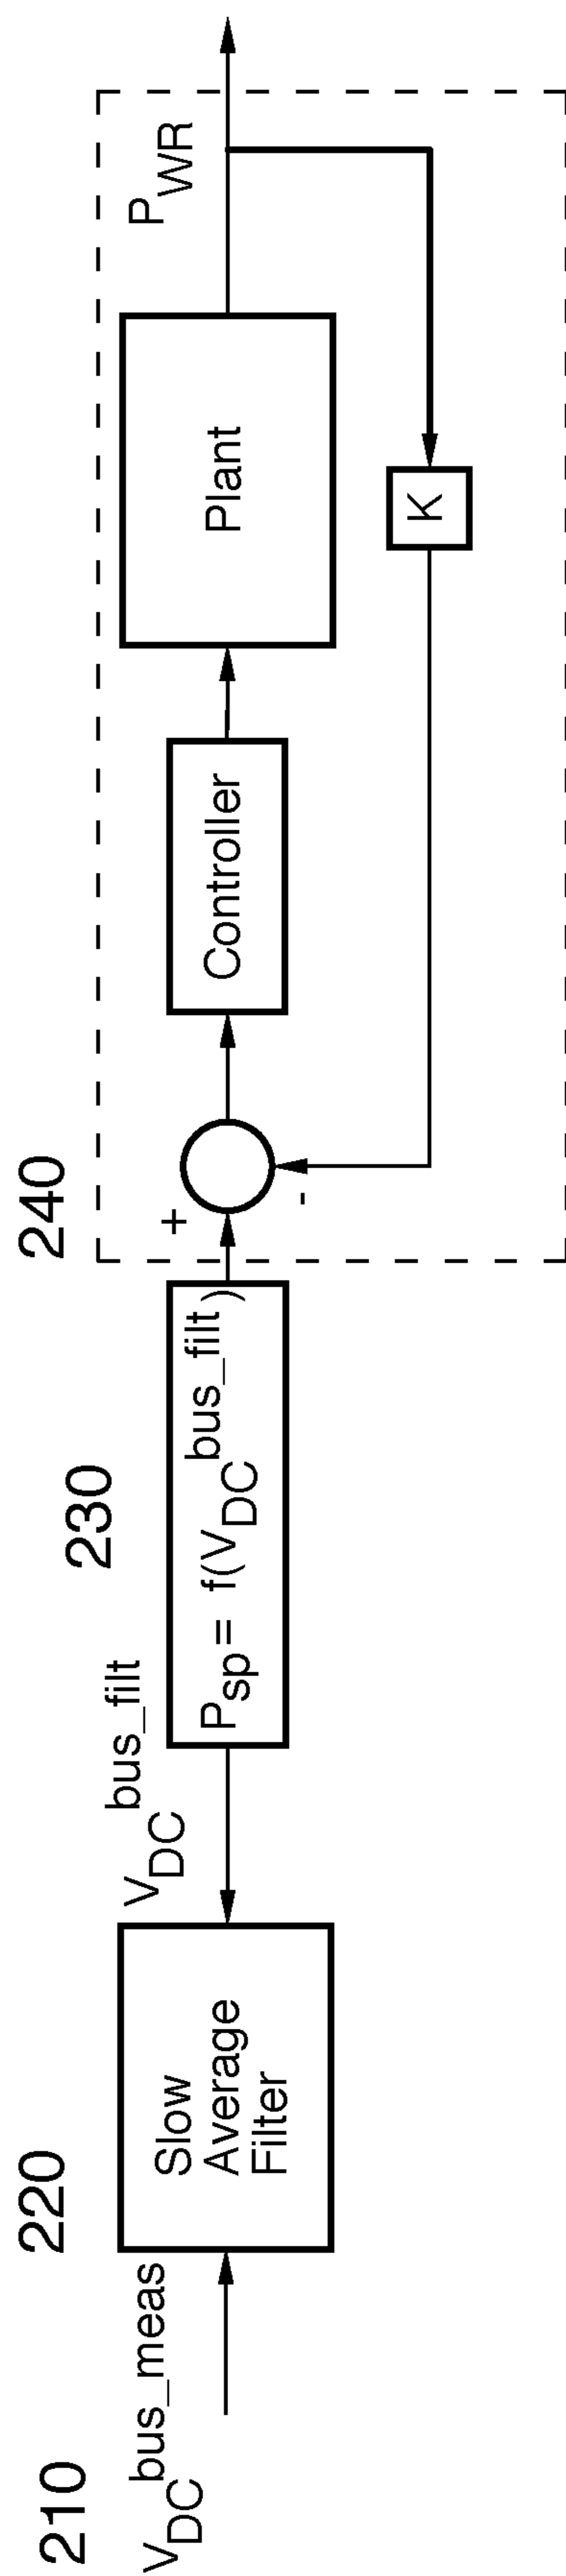 210
V_DC^bus_meas
220
Slow
Average
Filter
V_DC^bus_filt
230
P_sp = f(V_DC^bus_filt)
240
+
-
Controller
Plant
K
P_WR